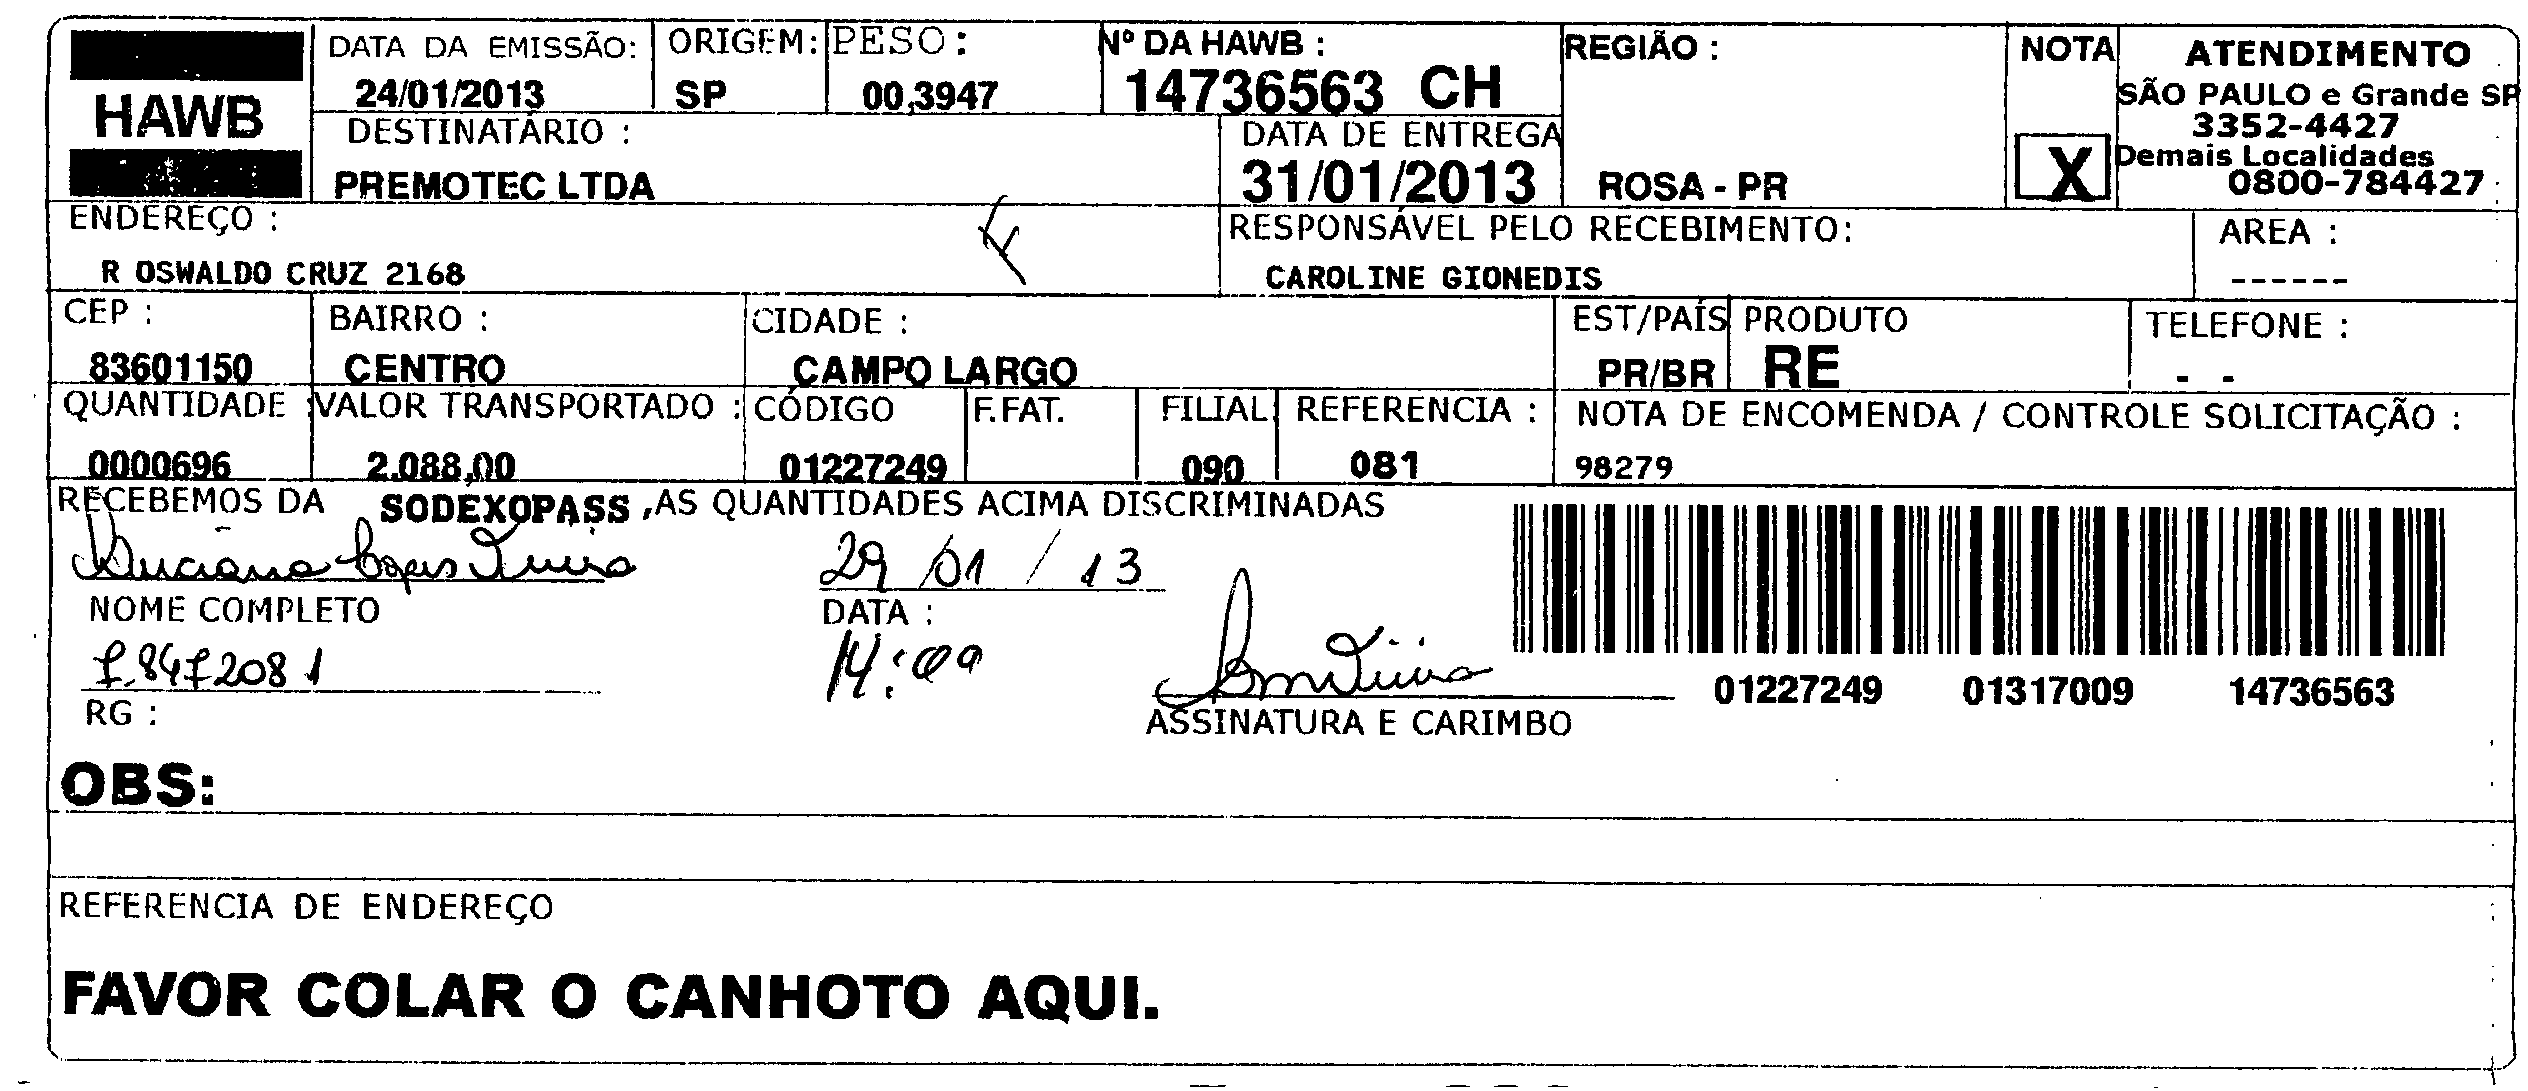 HAWB
DATA DA EMISSÃO: ORIGEM: PESO : Nº DA HAWB : REGIÃO : NOTA ATENDIMENTO
24/01/2013 SP 00,3947 14736563 CH SÃO PAULO e Grande SP
3352-4427
DESTINATÁRIO : DATA DE ENTREGA Demais Localidades
PREMOTEC LTDA 31/01/2013 ROSA - PR X 0800-784427
ENDEREÇO : RESPONSÁVEL PELO RECEBIMENTO: AREA :
R OSWALDO CRUZ 2168 CAROLINE GIONEDIS ------
CEP : BAIRRO : CIDADE : EST/PAÍS PRODUTO TELEFONE :
83601150 CENTRO CAMPO LARGO PR/BR RE - -
QUANTIDADE VALOR TRANSPORTADO : CÓDIGO F.FAT. FILIAL REFERENCIA : NOTA DE ENCOMENDA / CONTROLE SOLICITAÇÃO :
0000696 2.088,00 01227249 090 081 98279
RECEBEMOS DA SODEXOPASS ,AS QUANTIDADES ACIMA DISCRIMINADAS
Luciana 29 /01 / 13
NOME COMPLETO DATA :
7.8472081 14:00
01227249 01317009 14736563
RG : ASSINATURA E CARIMBO
OBS:
REFERENCIA DE ENDEREÇO
FAVOR COLAR O CANHOTO AQUI.